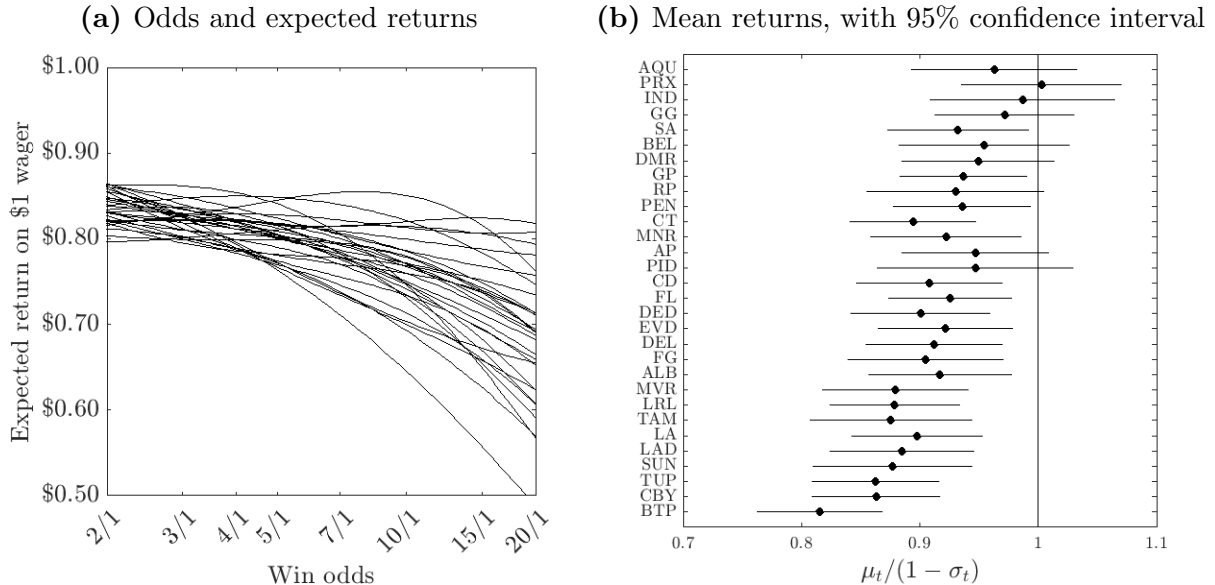 (a) Odds and expected returns
$1.00
$0.90
$0.80
$0.70
$0.60
$0.50
Expected return on $1 wager
2/1
3/1
4/1
5/1
7/1
10/1
15/1
20/1
Win odds
(b) Mean returns, with 95% confidence interval
AQU
PRX
IND
GG
SA
BEL
DMR
GP
RP
PEN
CT
MNR
AP
PID
CD
FL
DED
EVD
DEL
FG
ALB
MVR
LRL
TAM
LA
LAD
SUN
TUP
CBY
BTP
0.7
0.8
0.9
1
1.1
μ_t/(1 − σ_t)